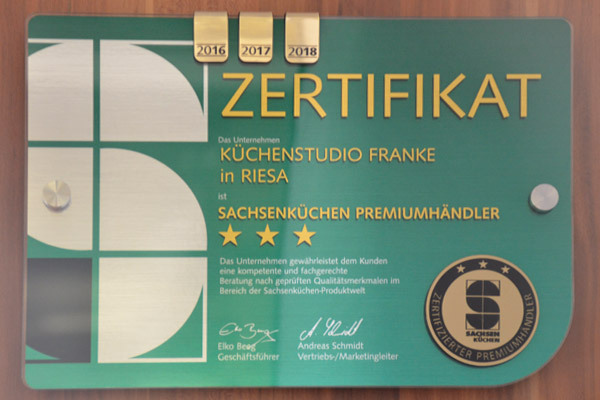 2016 2017 2018
ZERTIFIKAT
Das Unternehmen
KÜCHENSTUDIO FRANKE
in RIESA
ist
SACHSENKÜCHEN PREMIUMHÄNDLER
Das Unternehmen gewährleistet dem Kunden
eine kompetente und fachgerechte
Beratung nach geprüften Qualitätsmerkmalen im
Bereich der Sachsenküchen-Produktwelt
Elko Beeg
Geschäftsführer
Andreas Schmidt
Vertriebs-/Marketingleiter
S
SACHSEN
KÜCHEN
ZERTIFIZIERTER PREMIUMHÄNDLER